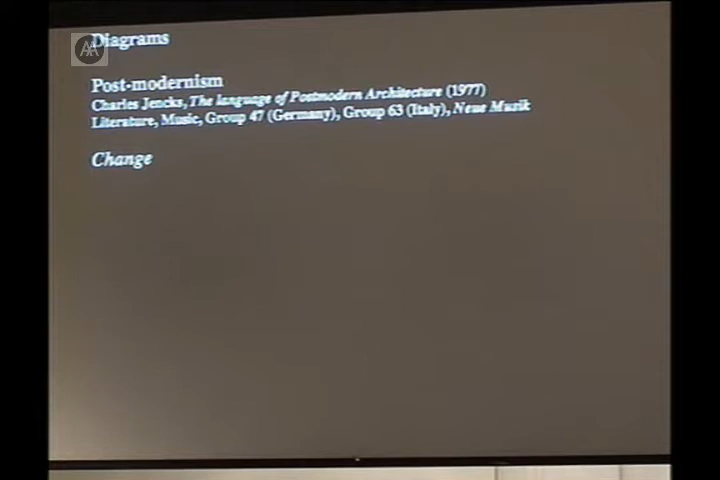 AA
Diagrams
Post-modernism
Charles Jencks, The language of Postmodern Architecture (1977)
Literature, Music, Group 47 (Germany), Group 63 (Italy), Neue Musik
Change